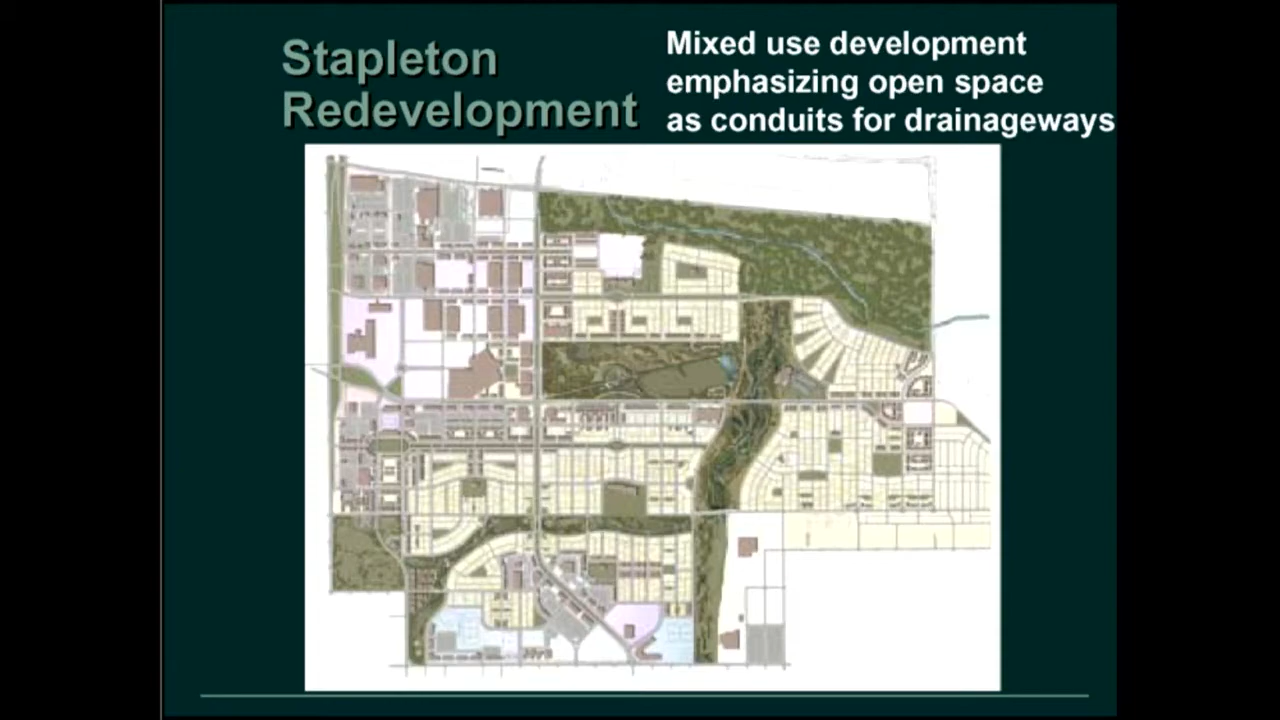 Stapleton
Redevelopment
Mixed use development
emphasizing open space
as conduits for drainageways